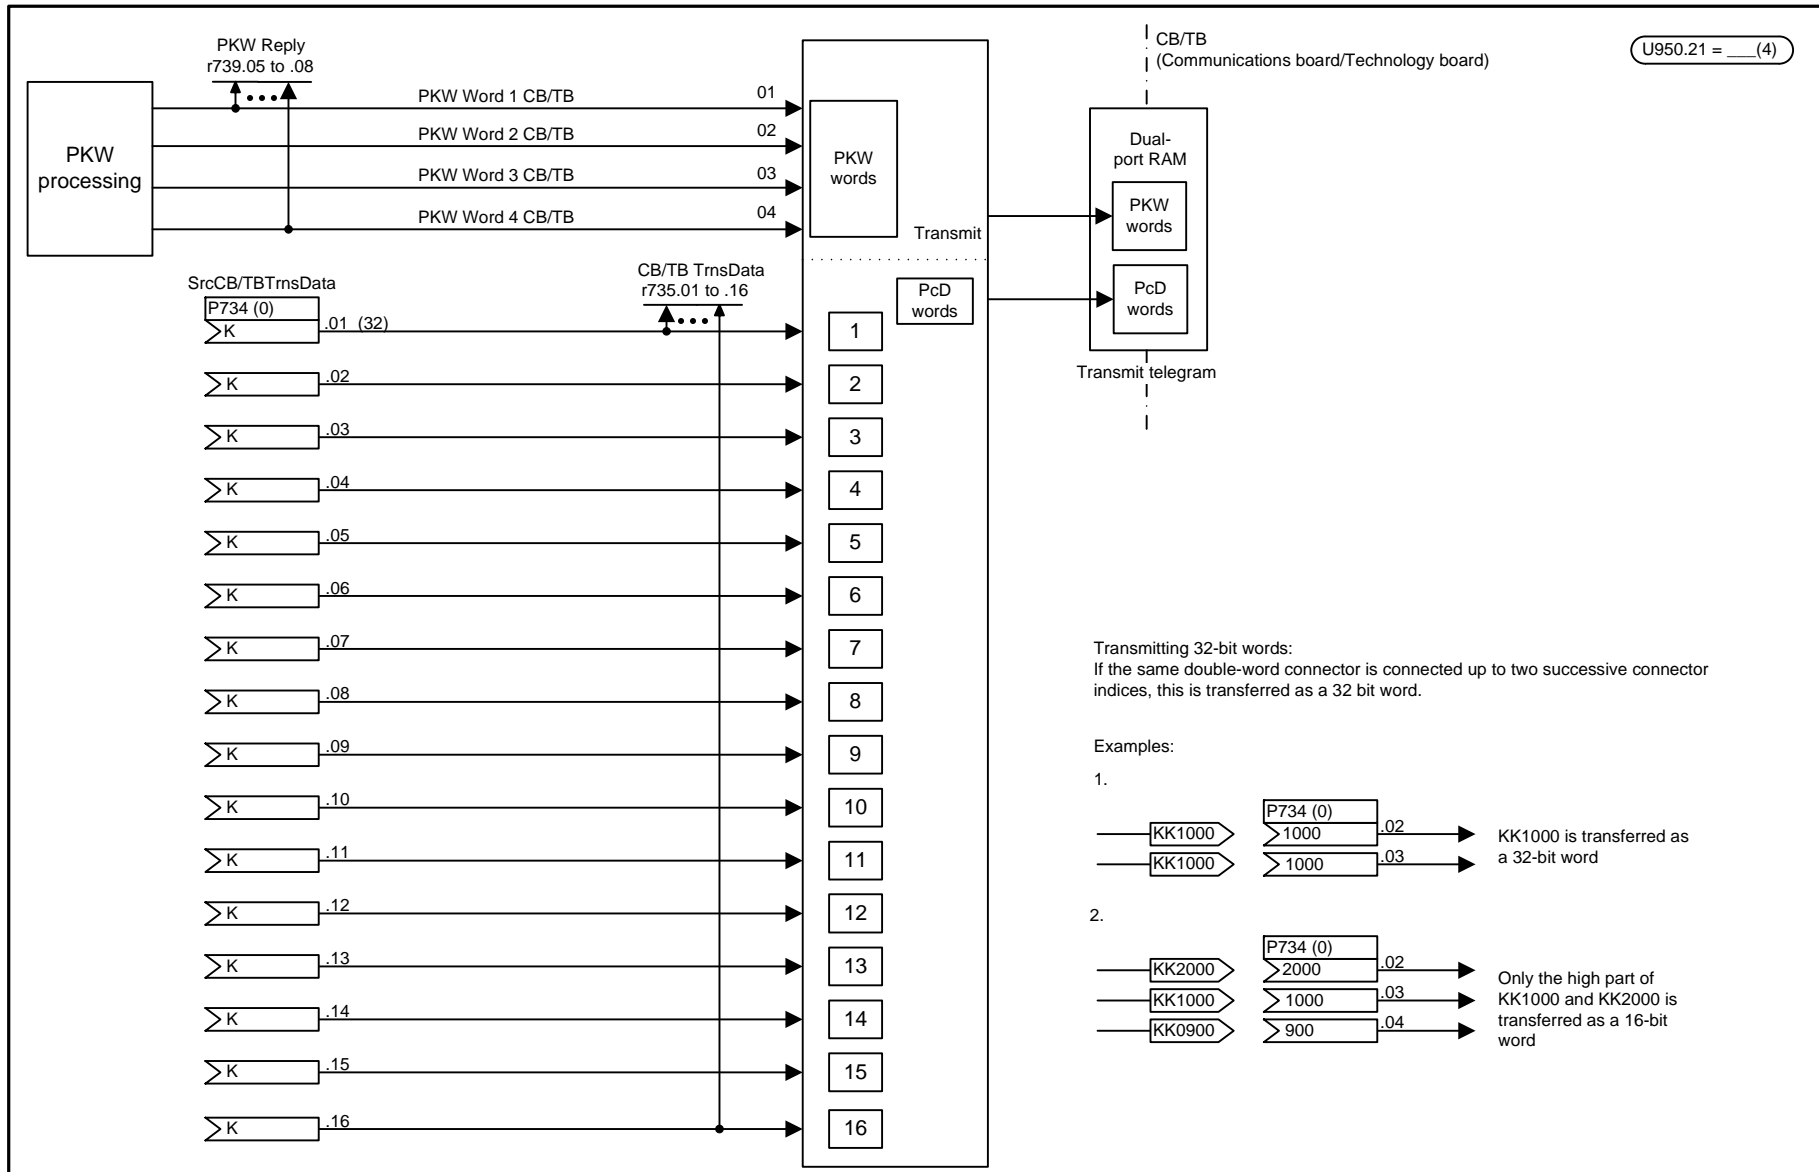 PKW Reply
r739.05 to .08
CB/TB
(Communications board/Technology board)
U950.21 = ___(4)
PKW
processing
PKW Word 1 CB/TB
01
PKW Word 2 CB/TB
02
PKW Word 3 CB/TB
03
PKW Word 4 CB/TB
04
PKW
words
Transmit
Dual-
port RAM
PKW
words
PcD
words
Transmit telegram
SrcCB/TBTrnsData
P734 (0)
CB/TB TrnsData
r735.01 to .16
PcD
words
K .01 (32) 1
K .02 2
K .03 3
K .04 4
K .05 5
K .06 6
K .07 7
K .08 8
K .09 9
K .10 10
K .11 11
K .12 12
K .13 13
K .14 14
K .15 15
K .16 16
Transmitting 32-bit words:
If the same double-word connector is connected up to two successive connector
indices, this is transferred as a 32 bit word.
Examples:
1.
P734 (0)
KK1000 1000 .02
KK1000 1000 .03
KK1000 is transferred as
a 32-bit word
2.
P734 (0)
KK2000 2000 .02
KK1000 1000 .03
KK0900 900 .04
Only the high part of
KK1000 and KK2000 is
transferred as a 16-bit
word